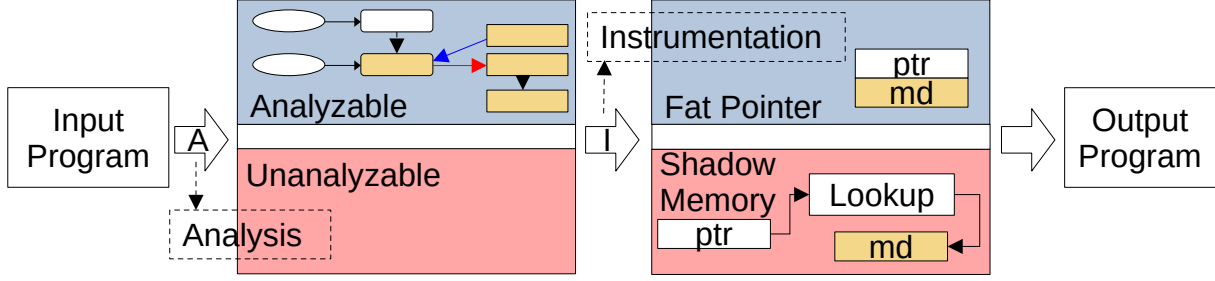 Input
Program
A
Analysis
Analyzable
Unanalyzable
Instrumentation
I
ptr
md
Fat Pointer
Shadow
Memory
Lookup
ptr
md
Output
Program